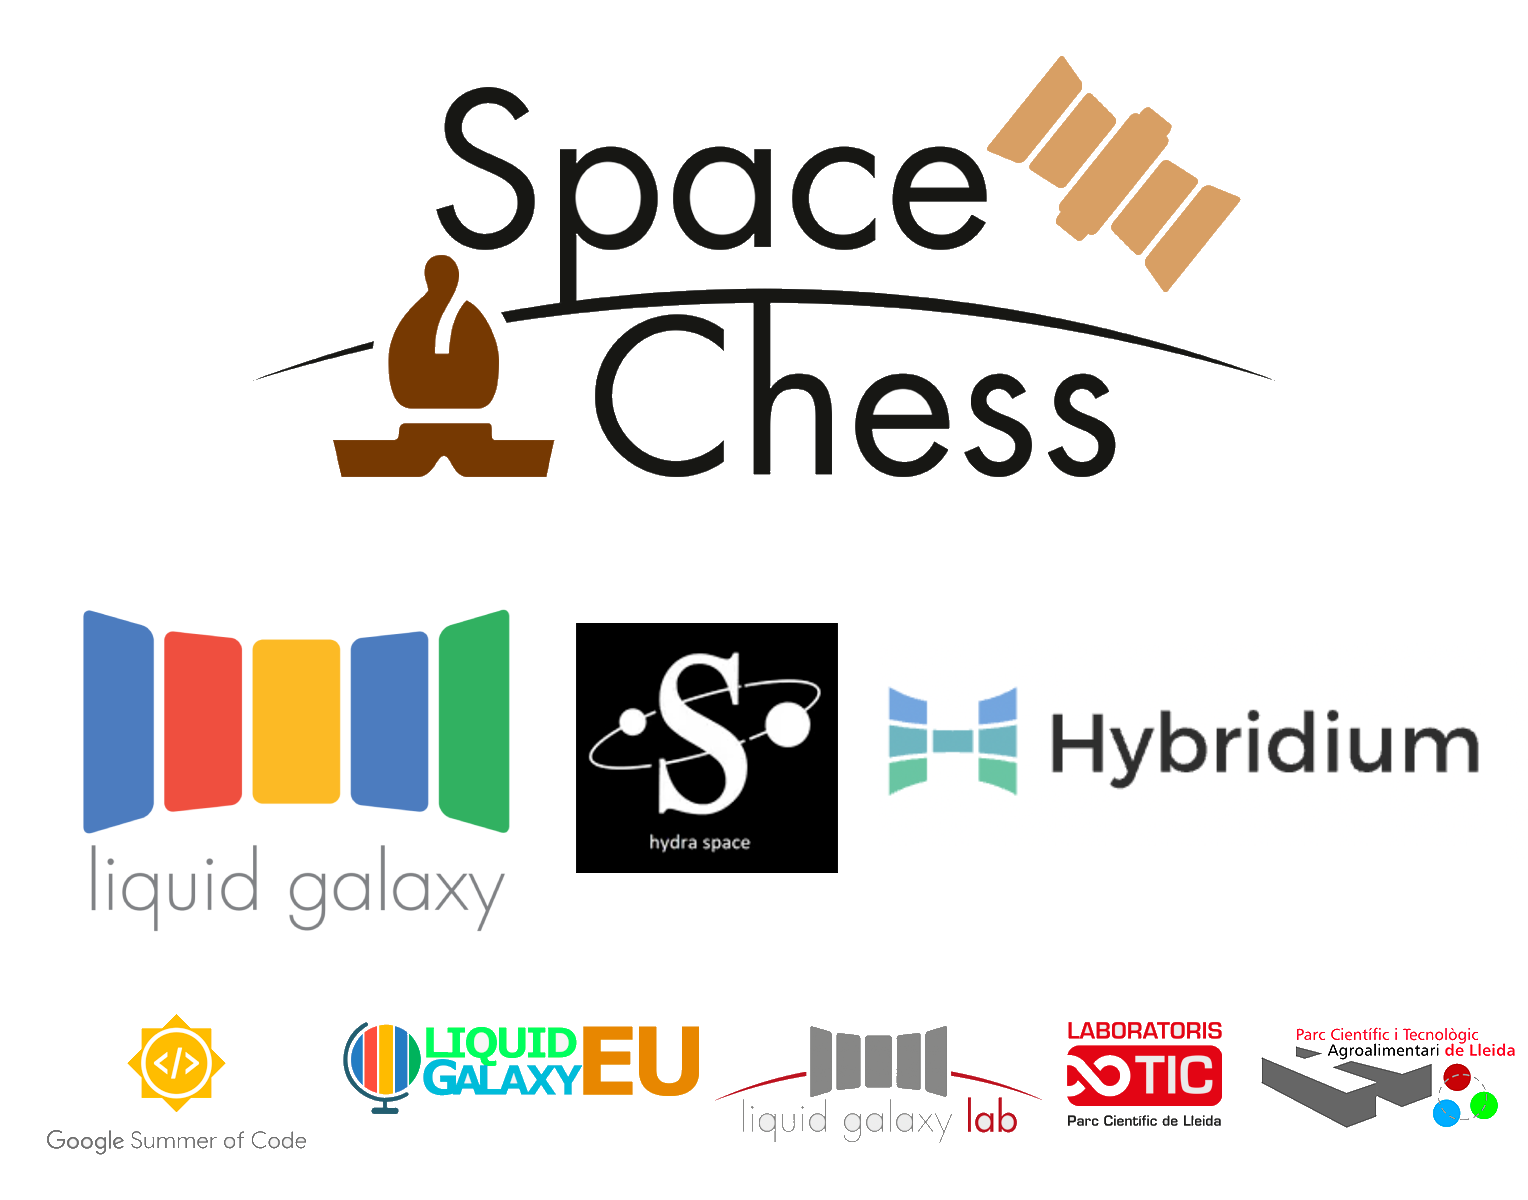 Space
Chess
liquid galaxy
S
hydra space
Hybridium
Google Summer of Code
</>
LIQUID
GALAXY
EU
liquid galaxy lab
LABORATORIS
TIC
Parc Científic de Lleida
Parc Científic i Tecnològic
Agroalimentari de Lleida